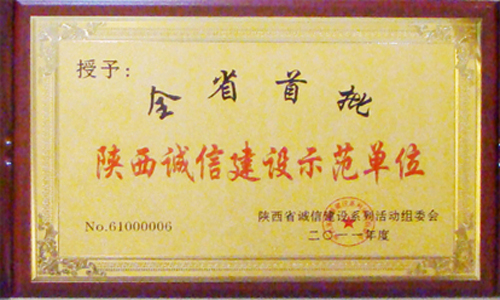 授予：
全省首批
陕西诚信建设示范单位
No.61000006
陕西省诚信建设系列活动组委会
二〇一一年度